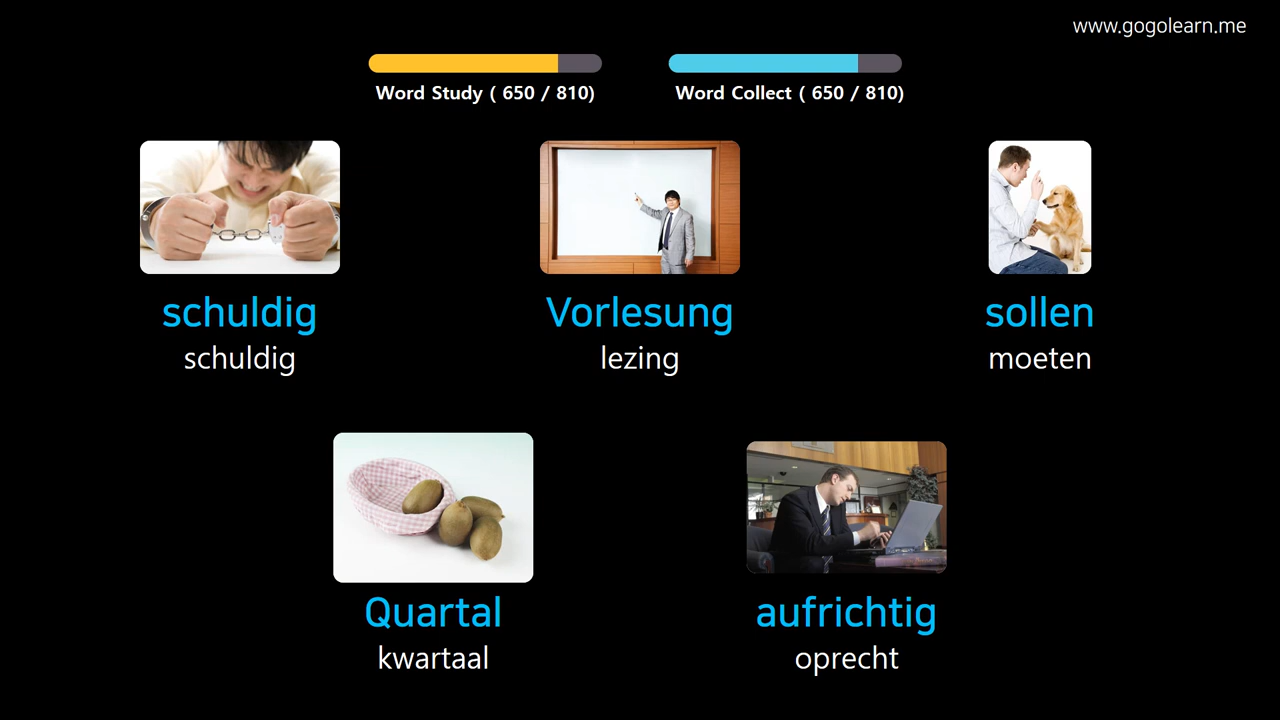 www.gogolearn.me
Word Study ( 650 / 810)
Word Collect ( 650 / 810)
schuldig
schuldig
Vorlesung
lezing
sollen
moeten
Quartal
kwartaal
aufrichtig
oprecht